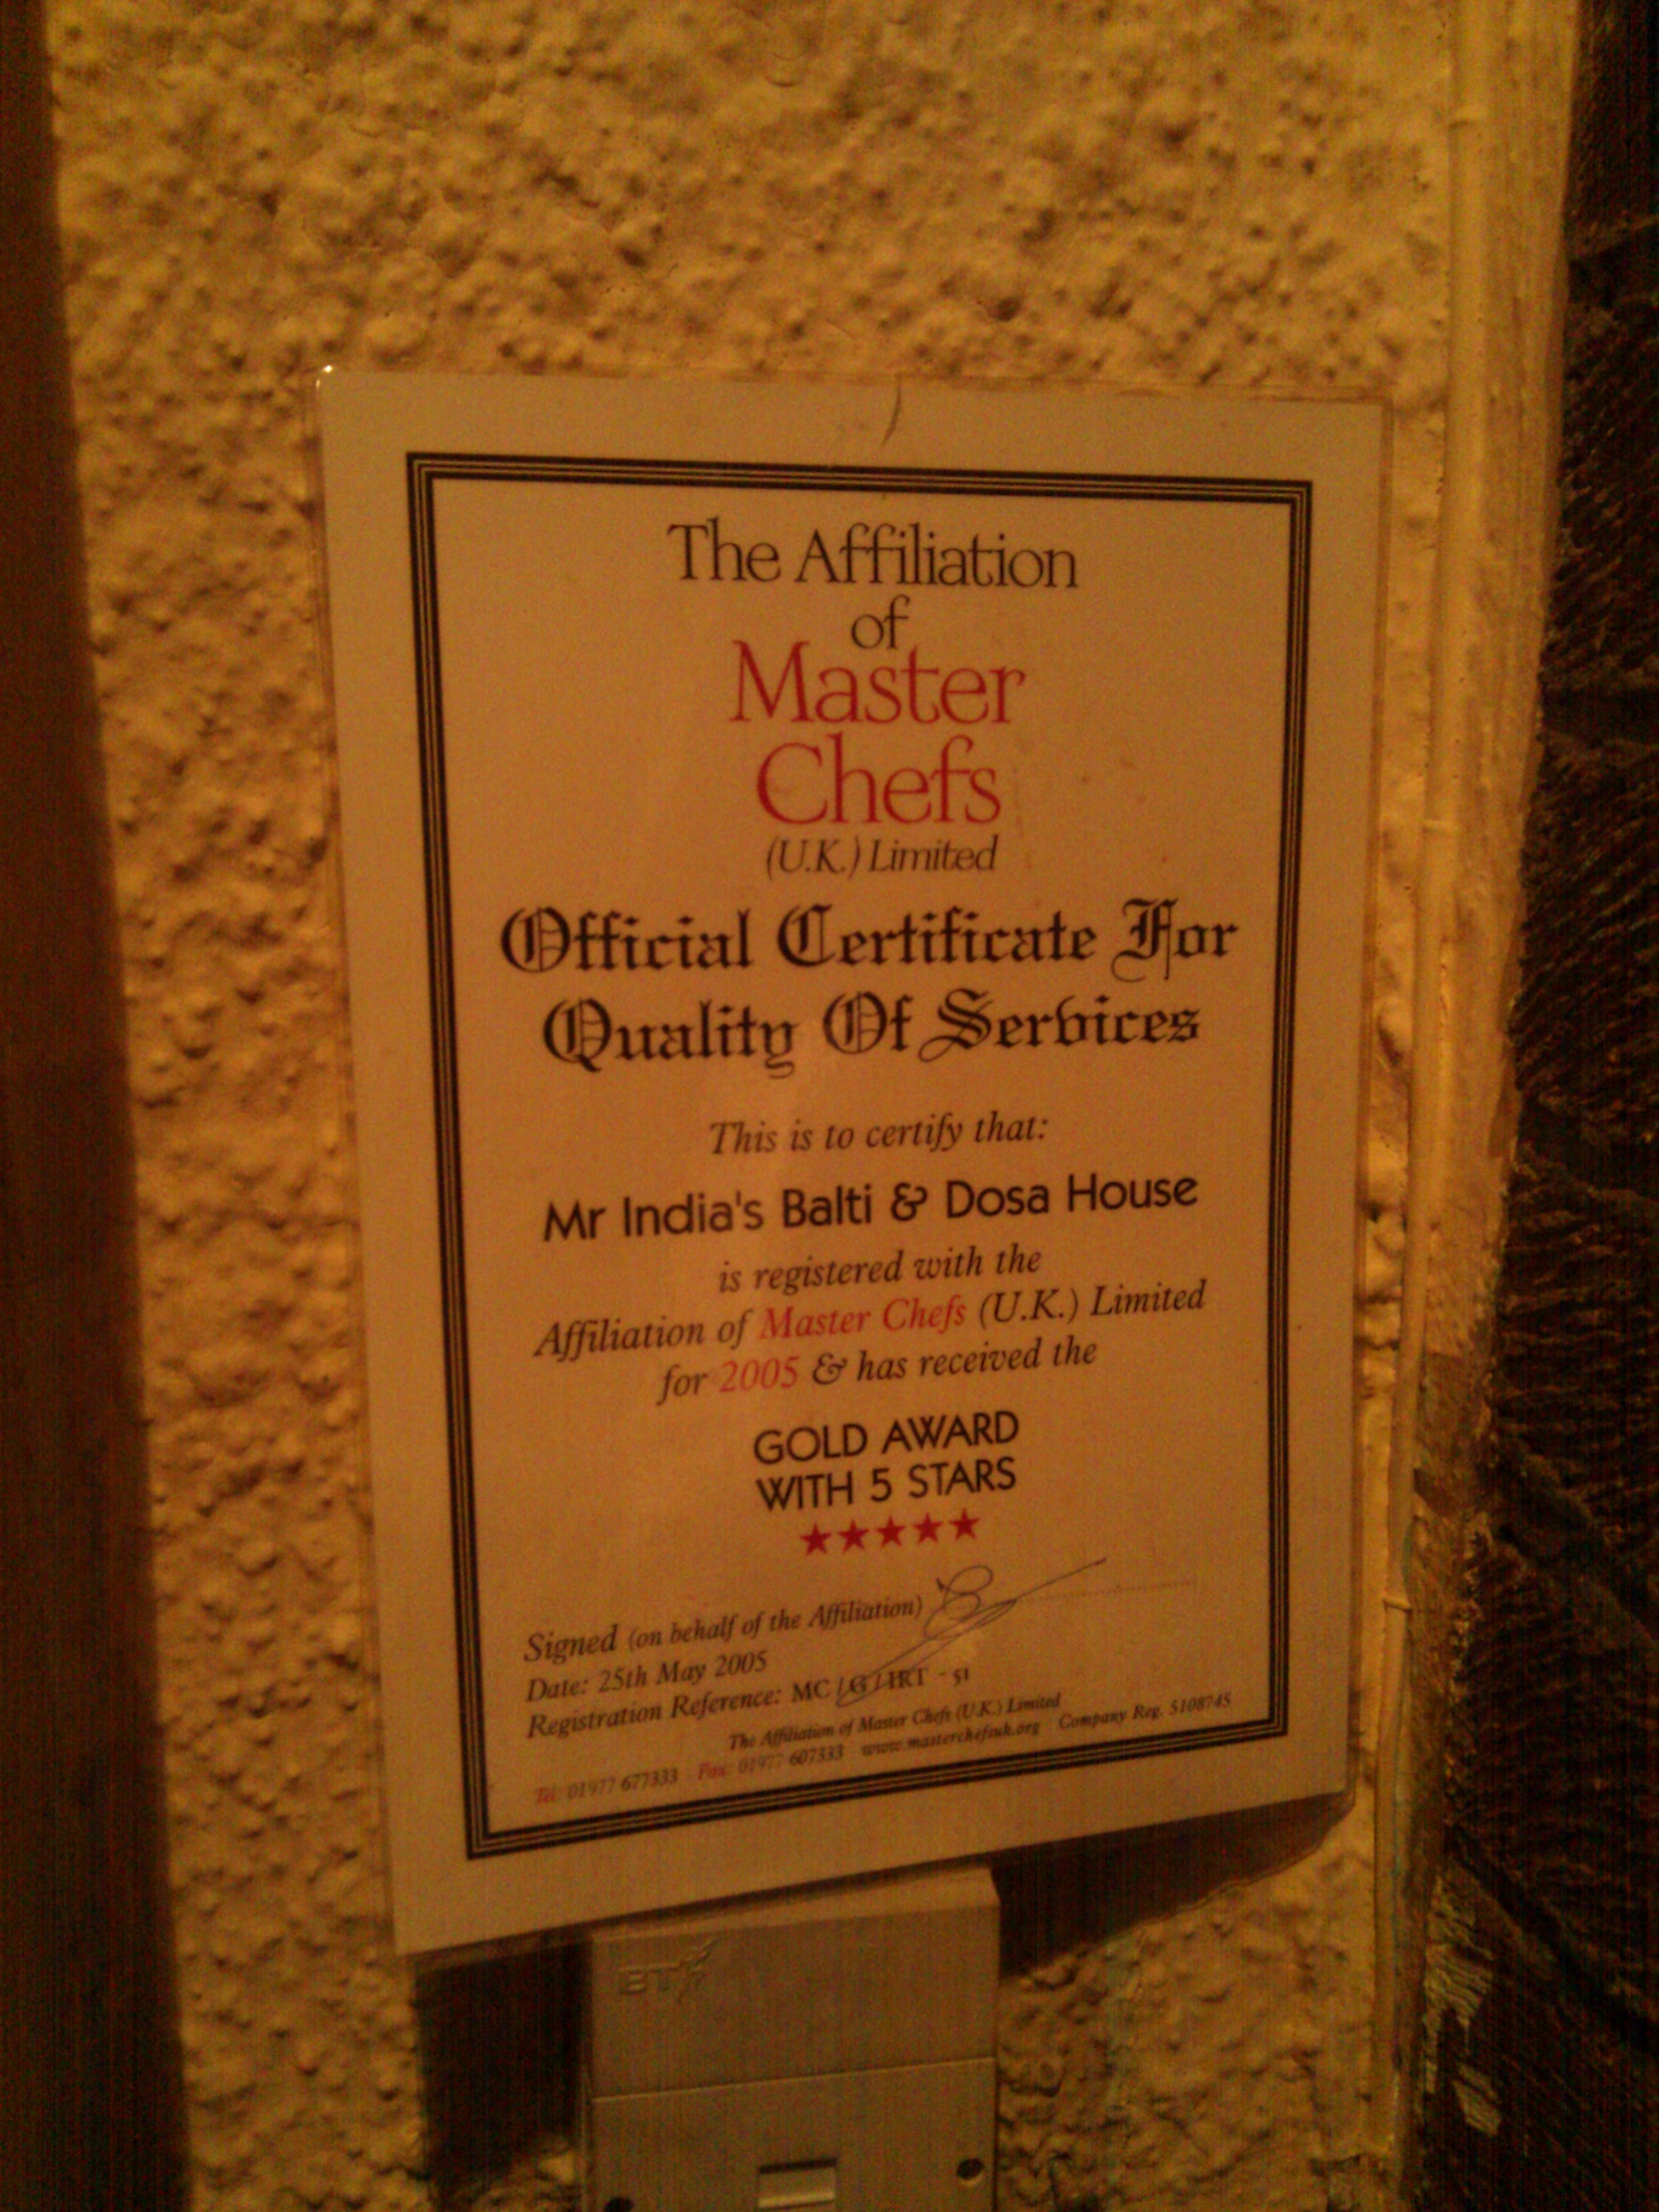 The Affiliation
of
Master
Chefs
(U.K.) Limited
Official Certificate For
Quality Of Services
This is to certify that:
Mr India's Balti & Dosa House
is registered with the
Affiliation of Master Chefs (U.K.) Limited
for 2005 & has received the
GOLD AWARD
WITH 5 STARS
Signed (on behalf of the Affiliation)
Date: 25th May 2005
Registration Reference: MC / G / IRT - 51
The Affiliation of Master Chefs (U.K.) Limited
Tel: 01977 677333 Fax: 01977 607333 www.masterchefsuk.org Company Reg. 5108745
BT